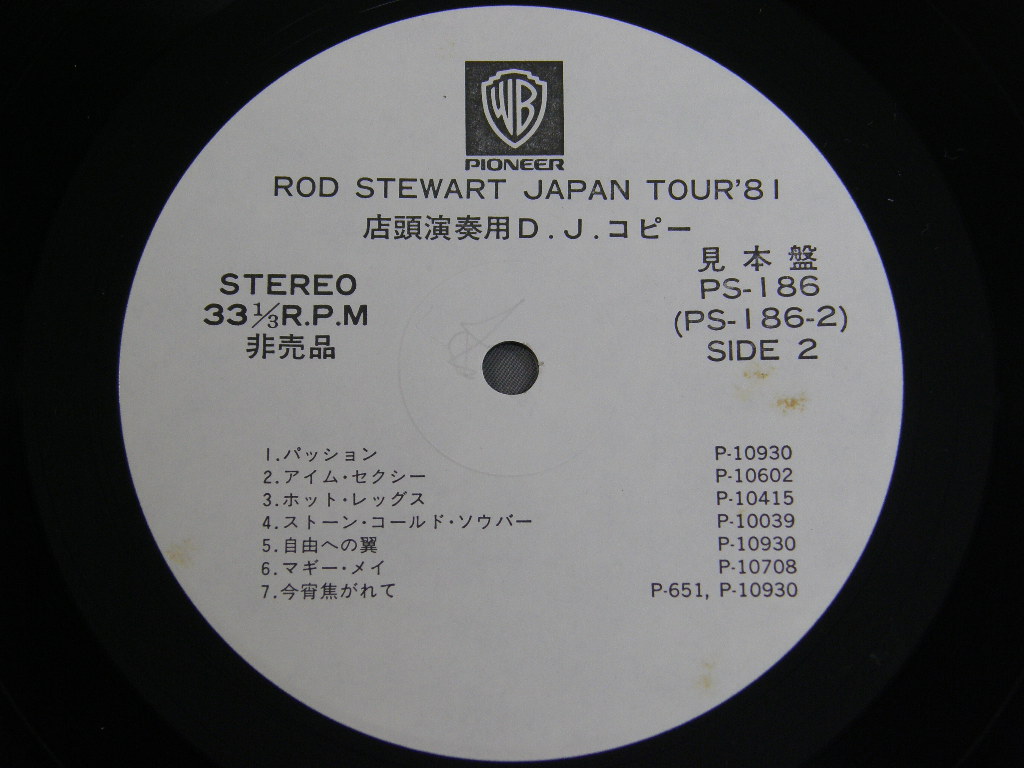 WB
PIONEER
ROD STEWART JAPAN TOUR'81
店頭演奏用D.J.コピー
STEREO
33⅓R.P.M
非売品
見本盤
PS-186
(PS-186-2)
SIDE 2
1.パッション P-10930
2.アイム・セクシー P-10602
3.ホット・レッグス P-10415
4.ストーン・コールド・ソウバー P-10039
5.自由への翼 P-10930
6.マギー・メイ P-10708
7.今宵焦がれて P-651, P-10930